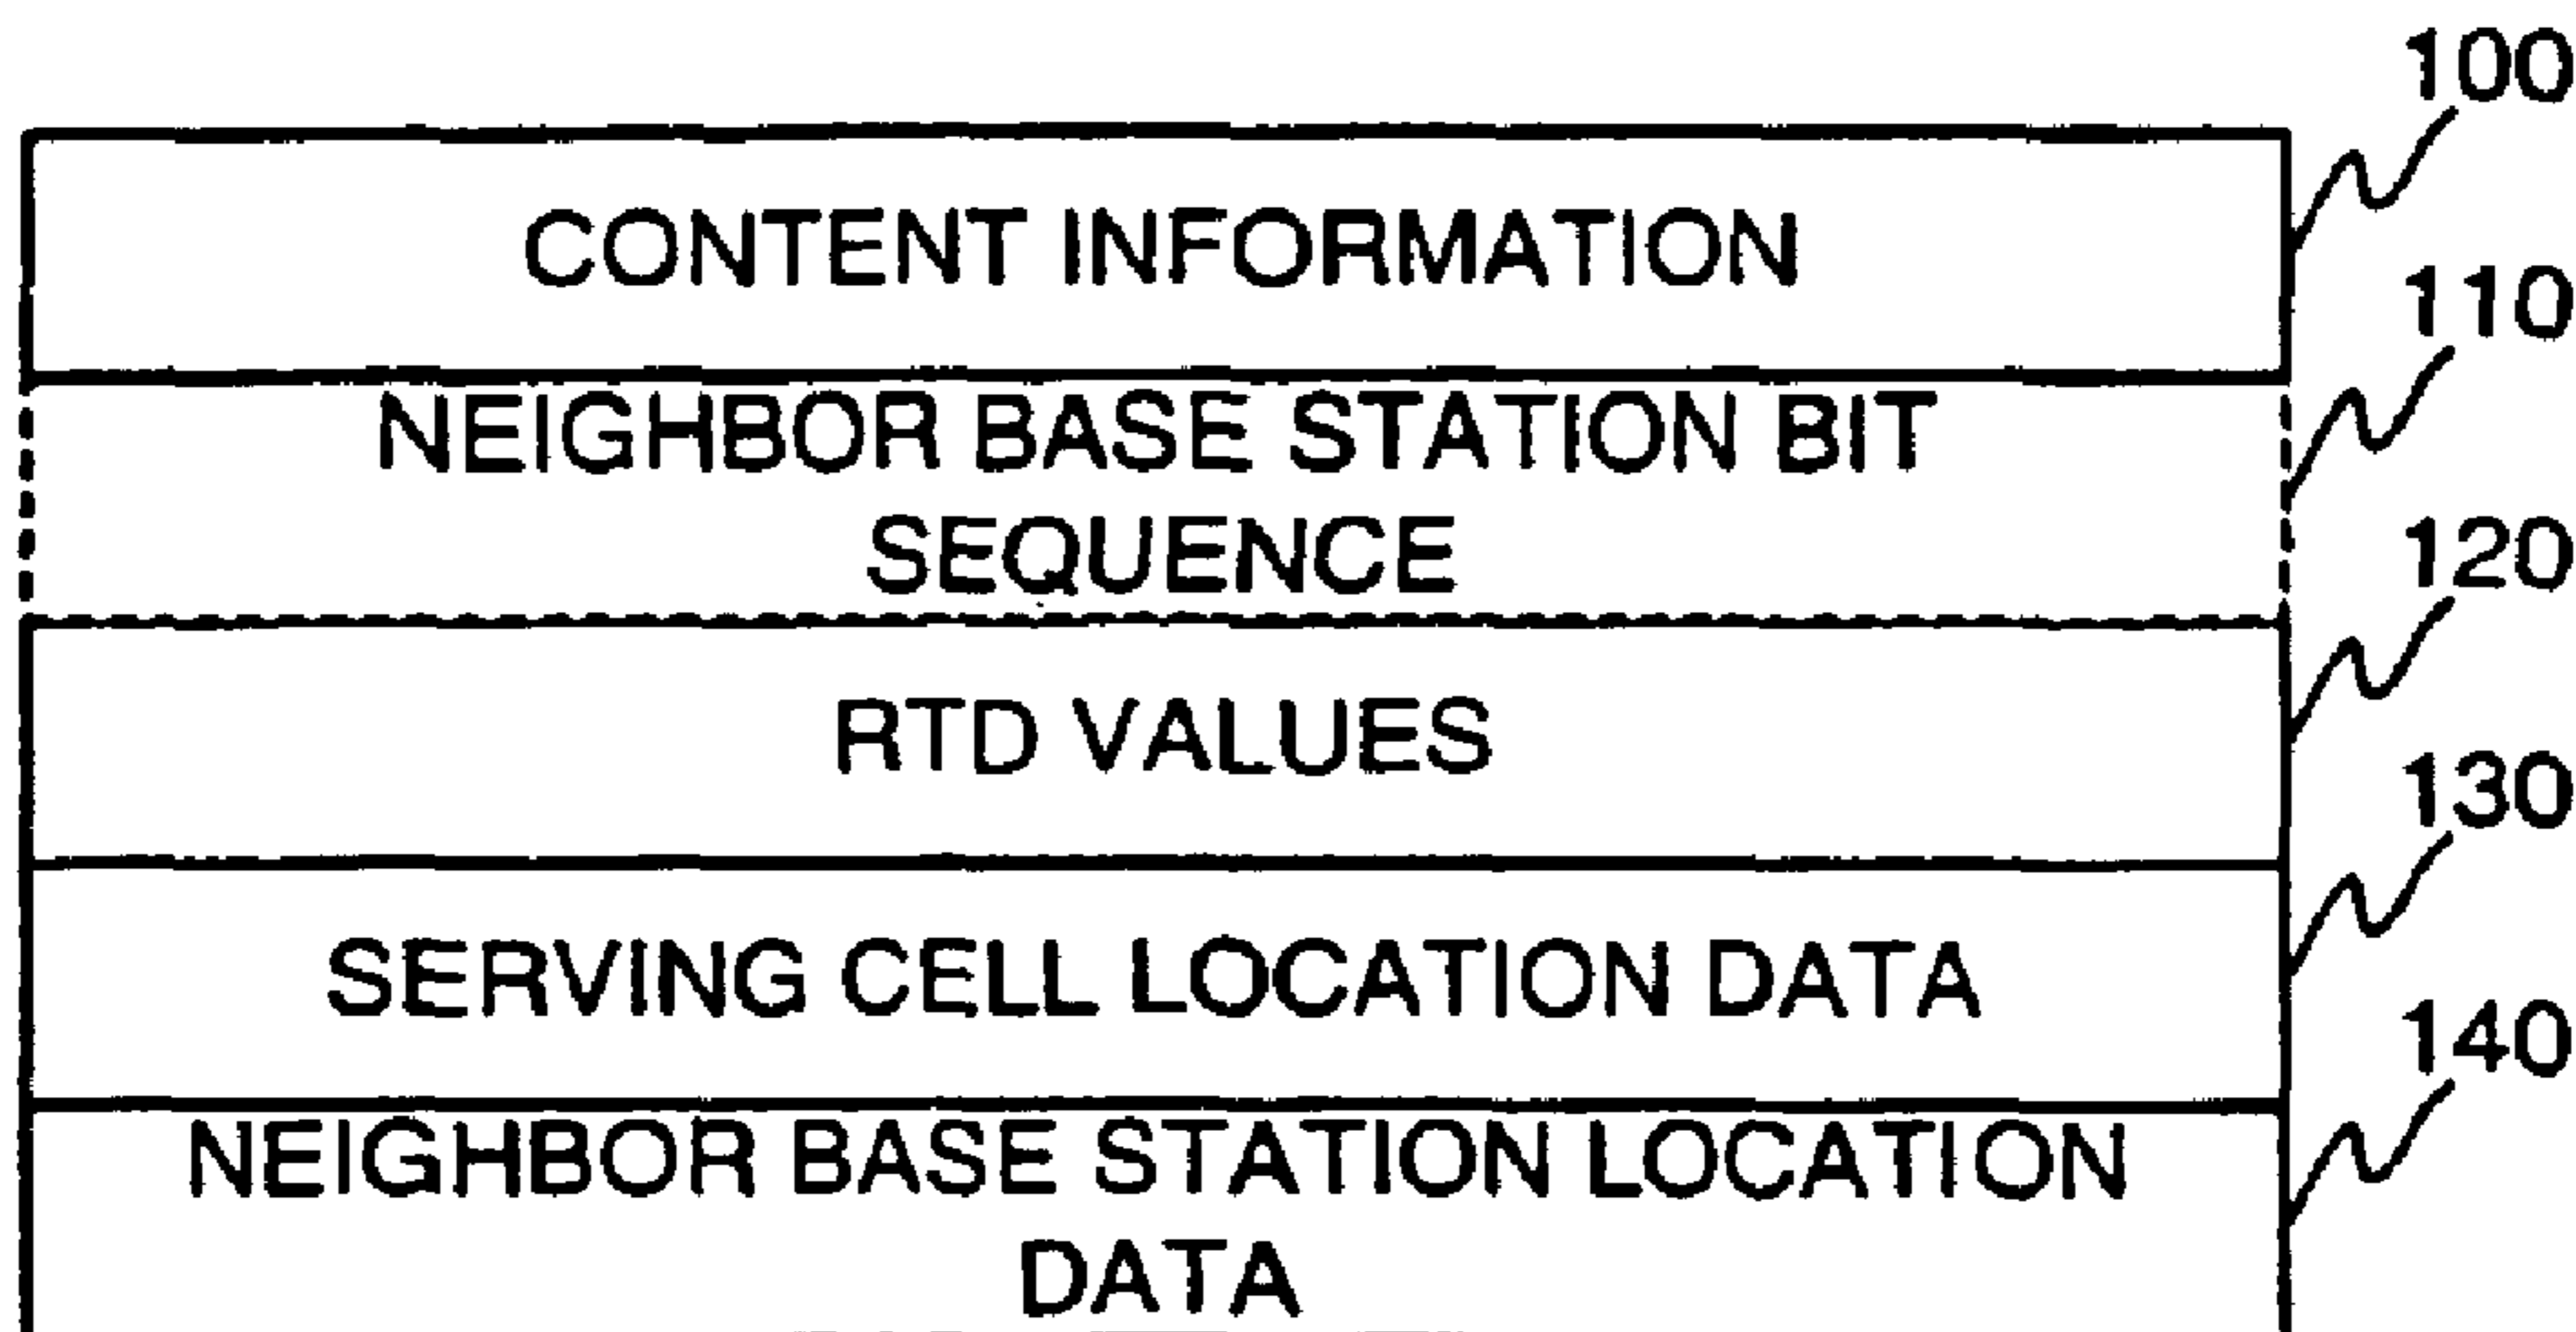 100
CONTENT INFORMATION
110
NEIGHBOR BASE STATION BIT
SEQUENCE
120
RTD VALUES
130
SERVING CELL LOCATION DATA
140
NEIGHBOR BASE STATION LOCATION
DATA